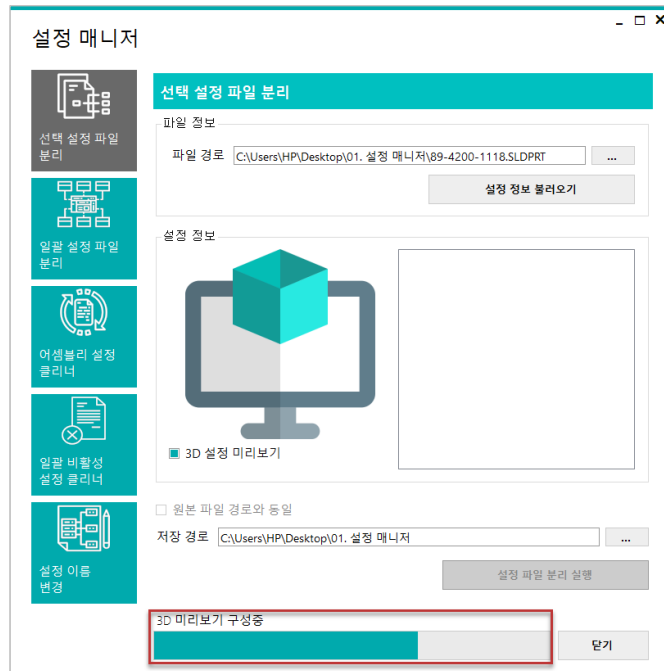 설정 매니저
선택 설정 파일
분리
일괄 설정 파일
분리
어셈블리 설정
클리너
일괄 비활성
설정 클리너
설정 이름
변경
선택 설정 파일 분리
파일 정보
파일 경로 C:\Users\HP\Desktop\01. 설정 매니저\89-4200-1118.SLDPRT ...
설정 정보 불러오기
설정 정보
3D 설정 미리보기
원본 파일 경로와 동일
저장 경로 C:\Users\HP\Desktop\01. 설정 매니저 ...
설정 파일 분리 실행
3D 미리보기 구성중
닫기